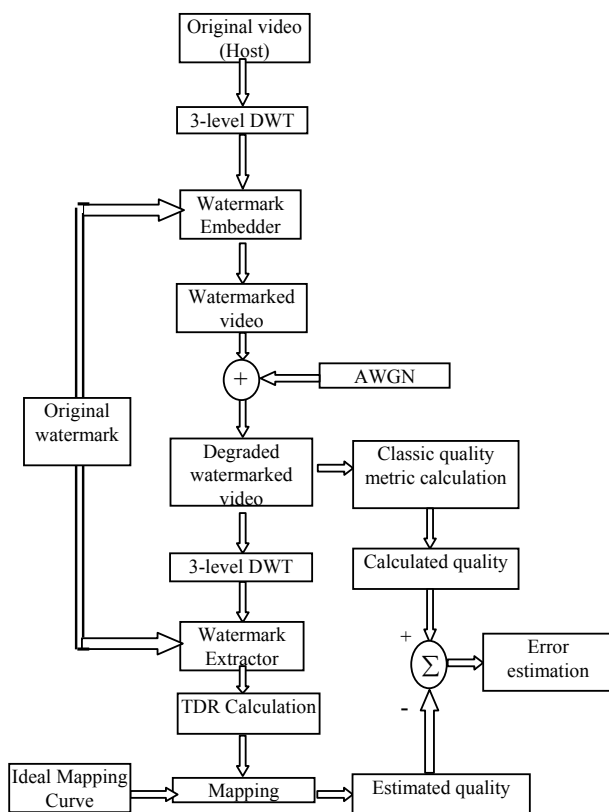 Original video
(Host)
3-level DWT
Watermark
Embedder
Watermarked
video
+
AWGN
Original
watermark
Degraded
watermarked
video
Classic quality
metric calculation
3-level DWT
Calculated quality
Watermark
Extractor
+
Σ
-
Error
estimation
TDR Calculation
Ideal Mapping
Curve
Mapping
Estimated quality